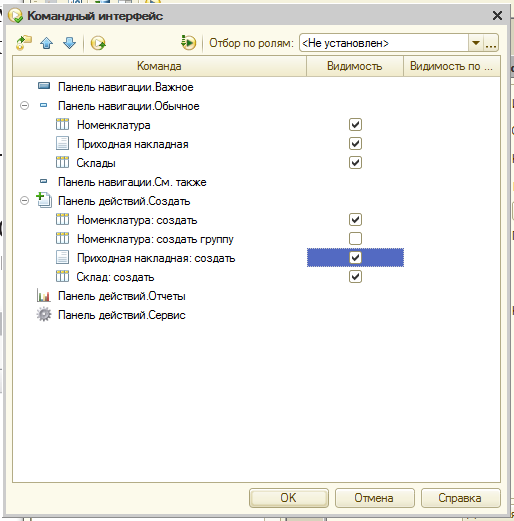 Командный интерфейс
Отбор по ролям: <Не установлен>
Команда Видимость Видимость по ...
Панель навигации.Важное
Панель навигации.Обычное
Номенклатура
Приходная накладная
Склады
Панель навигации.См. также
Панель действий.Создать
Номенклатура: создать
Номенклатура: создать группу
Приходная накладная: создать
Склад: создать
Панель действий.Отчеты
Панель действий.Сервис
ОК Отмена Справка